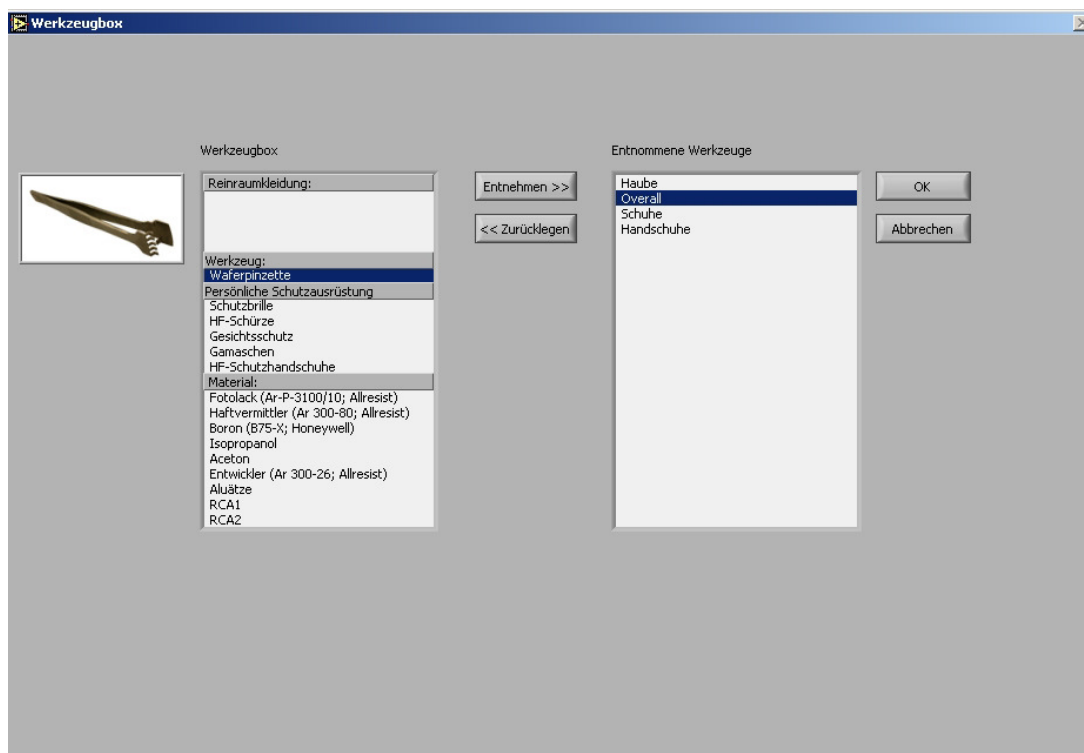 Werkzeugbox
Werkzeugbox
Entnommene Werkzeuge
Reinraumkleidung:
Werkzeug:
Waferpinzette
Persönliche Schutzausrüstung
Schutzbrille
HF-Schürze
Gesichtsschutz
Gamaschen
HF-Schutzhandschuhe
Material:
Fotolack (Ar-P-3100/10; Allresist)
Haftvermittler (Ar 300-80; Allresist)
Boron (B75-X; Honeywell)
Isopropanol
Aceton
Entwickler (Ar 300-26; Allresist)
Aluätze
RCA1
RCA2
Entnehmen >>
<< Zurücklegen
Haube
Overall
Schuhe
Handschuhe
OK
Abbrechen